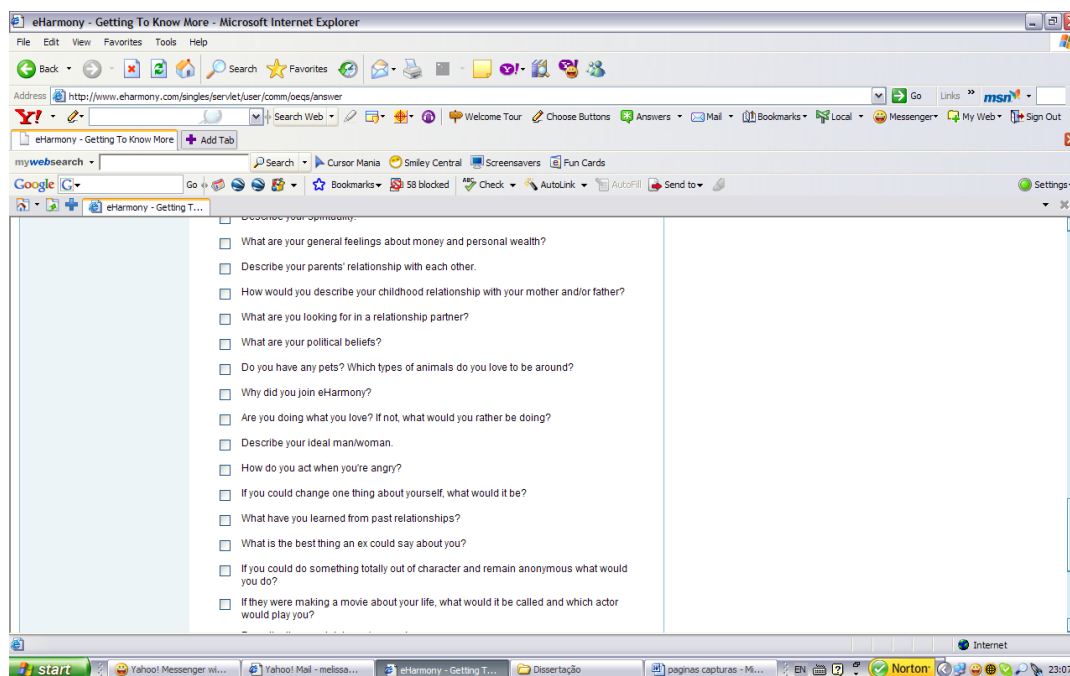 eHarmony - Getting To Know More - Microsoft Internet Explorer
File Edit View Favorites Tools Help
Back Search Favorites
Address http://www.eharmony.com/singles/servlet/user/comm/oeqs/answer Go Links » msn
Y! Search Web Welcome Tour Choose Buttons Answers Mail Bookmarks Local Messenger My Web Sign Out
eHarmony - Getting To Know More Add Tab
mywebsearch Search Cursor Mania Smiley Central Screensavers Fun Cards
Google G Go Bookmarks 58 blocked Check AutoLink AutoFill Send to Settings
eHarmony - Getting T...
Describe your spirituality.
What are your general feelings about money and personal wealth?
Describe your parents' relationship with each other.
How would you describe your childhood relationship with your mother and/or father?
What are you looking for in a relationship partner?
What are your political beliefs?
Do you have any pets? Which types of animals do you love to be around?
Why did you join eHarmony?
Are you doing what you love? If not, what would you rather be doing?
Describe your ideal man/woman.
How do you act when you're angry?
If you could change one thing about yourself, what would it be?
What have you learned from past relationships?
What is the best thing an ex could say about you?
If you could do something totally out of character and remain anonymous what would
you do?
If they were making a movie about your life, what would it be called and which actor
would play you?
Internet
start Yahoo! Messenger wi... Yahoo! Mail - melissa... eHarmony - Getting T... Dissertação paginas capturas - Mi... EN Norton 23:07